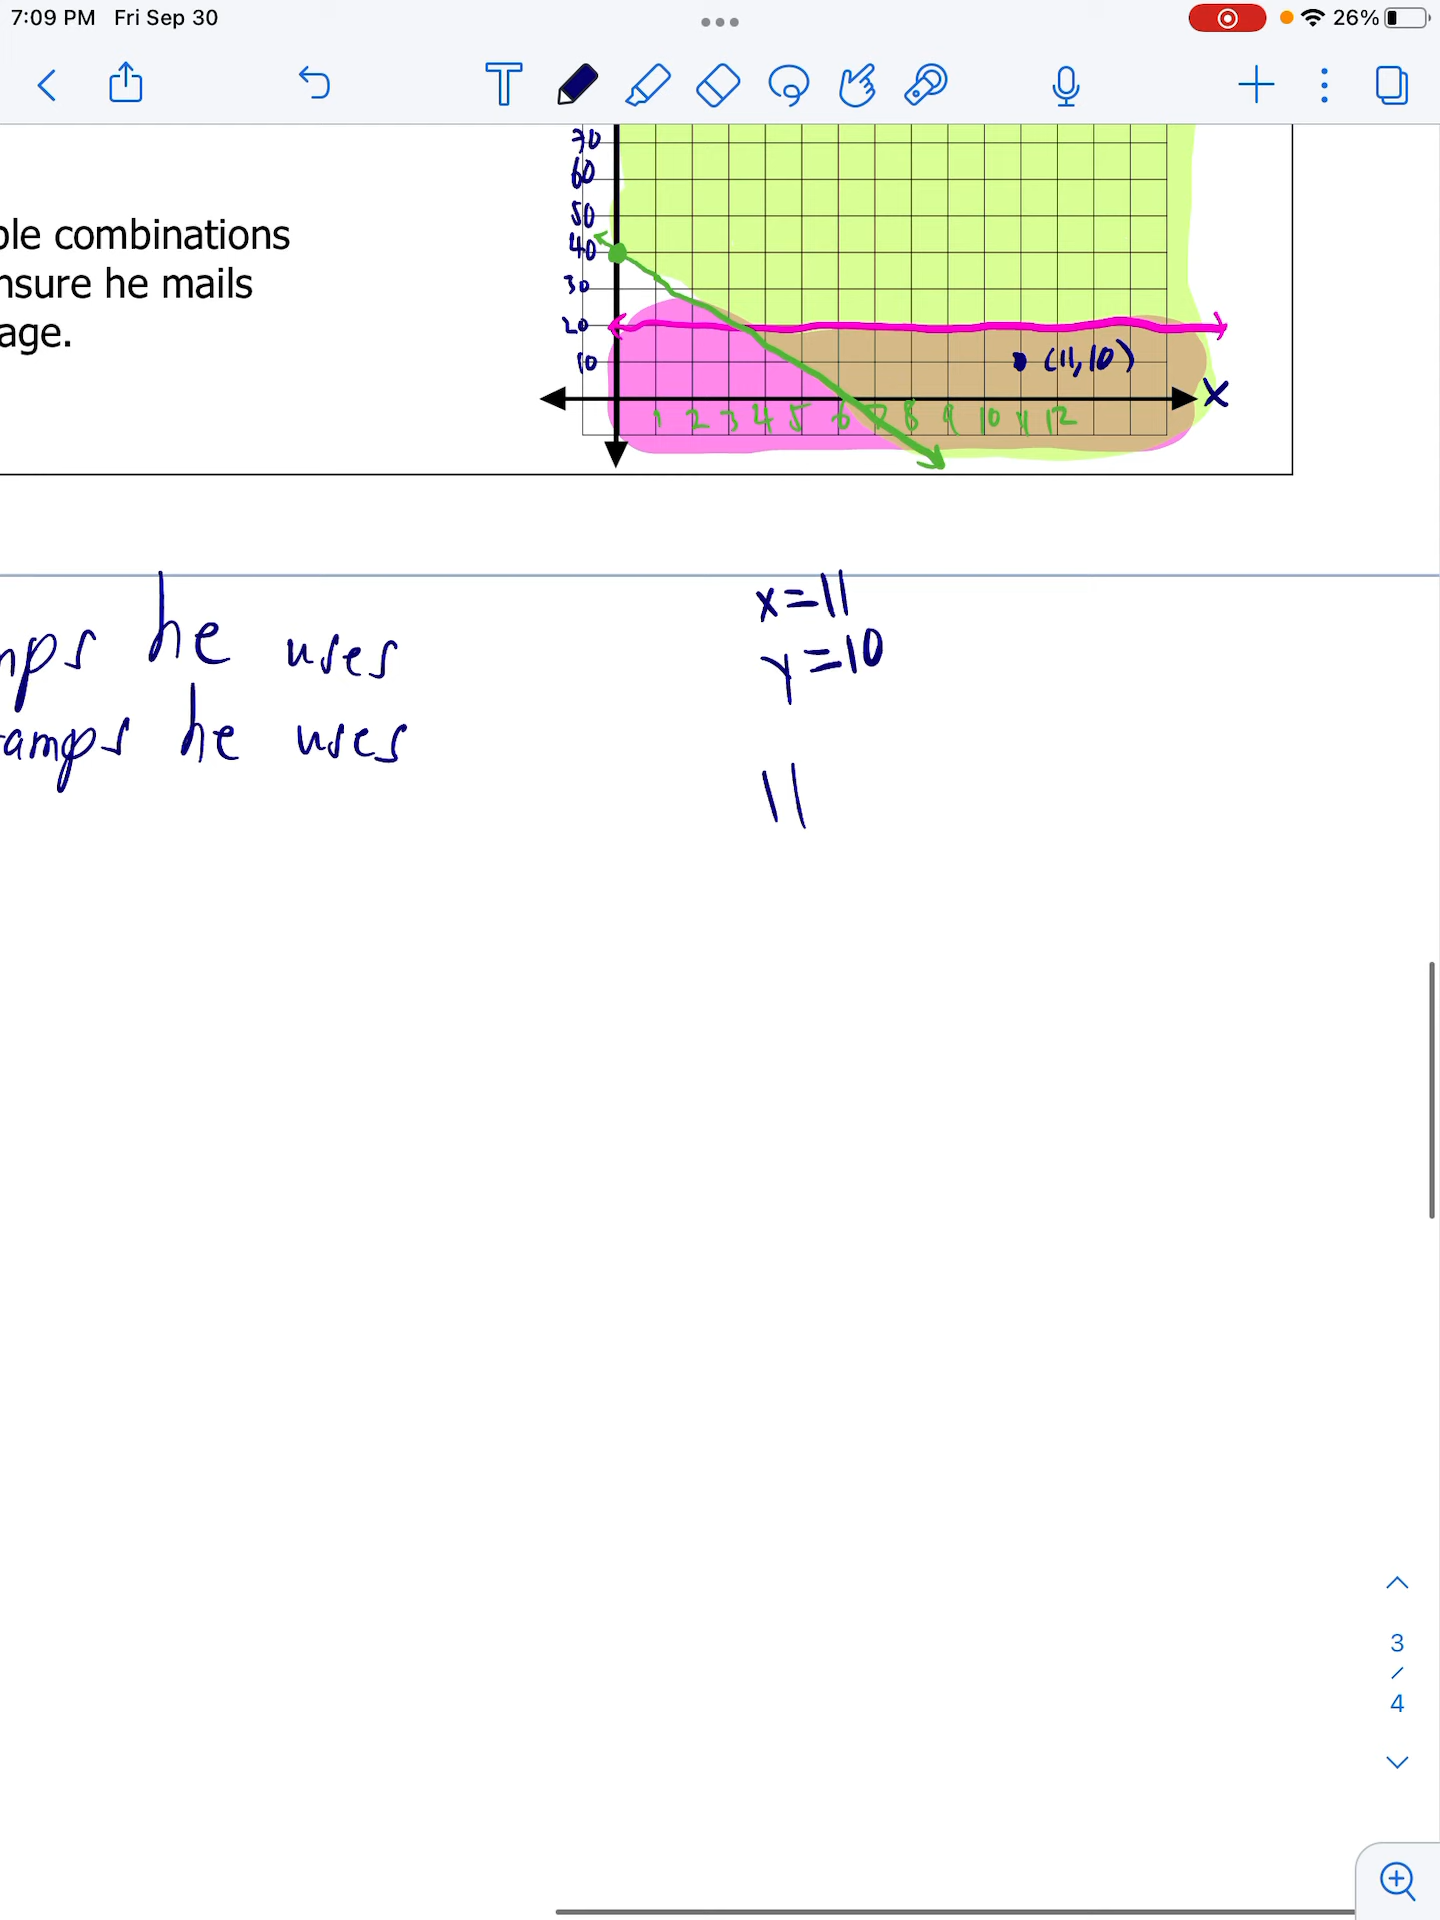 7:09 PM Fri Sep 30
26%
T
70
60
50
40
30
20
10
(11,10)
X
1 2 3 4 5 6 7 8 9 10 11 12
ble combinations
nsure he mails
age.
x=11
y=10
mps he uses
tamps he uses
11
3
/
4